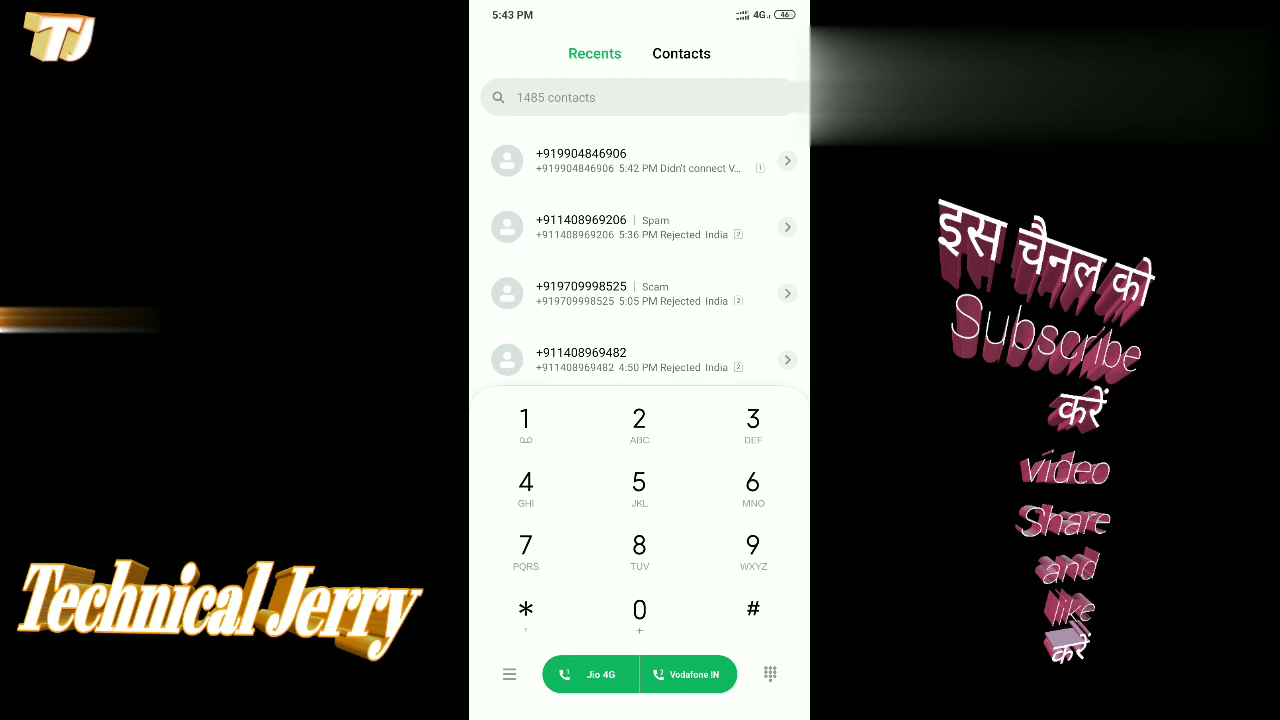 TJ
5:43 PM
4G
46
Recents Contacts
1485 contacts
+919904846906
+919904846906 5:42 PM Didn't connect V... 1
+911408969206 | Spam
+911408969206 5:36 PM Rejected India 2
+919709998525 | Scam
+919709998525 5:05 PM Rejected India 2
+911408969482
+911408969482 4:50 PM Rejected India 2
1 2 3
ABC DEF
4 5 6
GHI JKL MNO
7 8 9
PQRS TUV WXYZ
* 0 #
, +
1 Jio 4G 2 Vodafone IN
Technical Jerry
इस चैनल को
Subscribe
करें
video
Share
and
like
करें